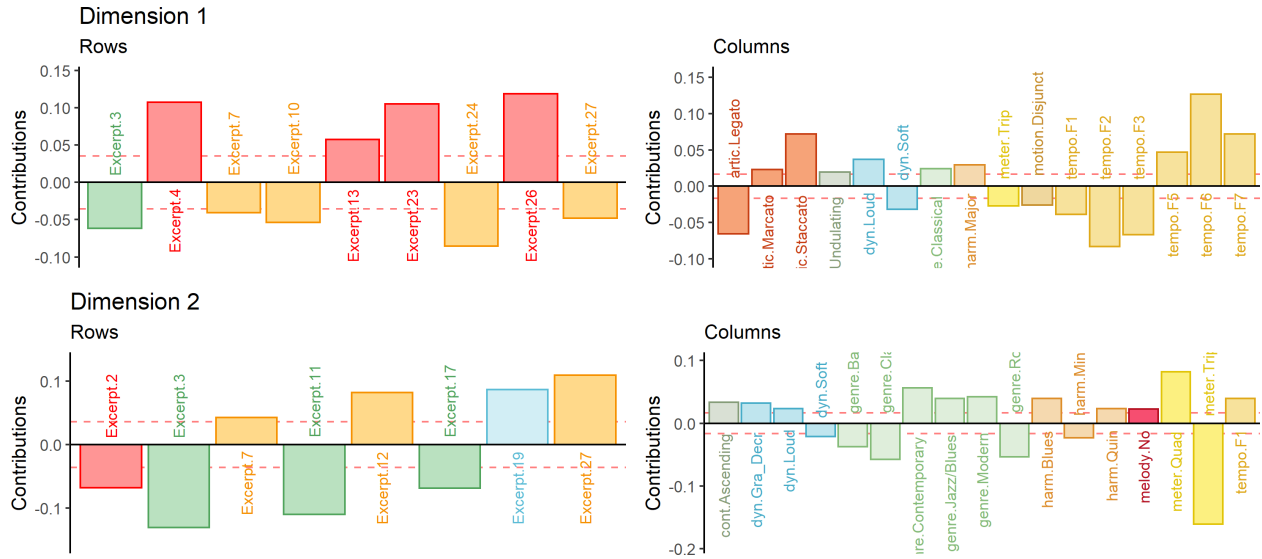 Dimension 1
Rows
Contributions
0.15
0.10
0.05
0.00
-0.05
-0.10
Excerpt.3
Excerpt.4
Excerpt.7
Excerpt.10
Excerpt.13
Excerpt.23
Excerpt.24
Excerpt.26
Excerpt.27
Columns
Contributions
0.15
0.10
0.05
0.00
-0.05
-0.10
artic.Legato
tic.Marcato
ic.Staccato
Undulating
dyn.Loud
dyn.Soft
e.Classical
harm.Major
meter.Trip
motion.Disjunct
tempo.F1
tempo.F2
tempo.F3
tempo.F5
tempo.F6
tempo.F7
Dimension 2
Rows
Contributions
0.1
0.0
-0.1
Excerpt.2
Excerpt.3
Excerpt.7
Excerpt.11
Excerpt.12
Excerpt.17
Excerpt.19
Excerpt.27
Columns
Contributions
0.1
0.0
-0.1
-0.2
cont.Ascending
dyn.Gra_Decr
dyn.Loud
dyn.Soft
genre.Ba
genre.Cla
re.Contemporary
genre.Jazz/Blues
genre.Modern
genre.Ro
harm.Blues
harm.Min
harm.Quin
melody.No
meter.Quad
meter.Trip
tempo.F1